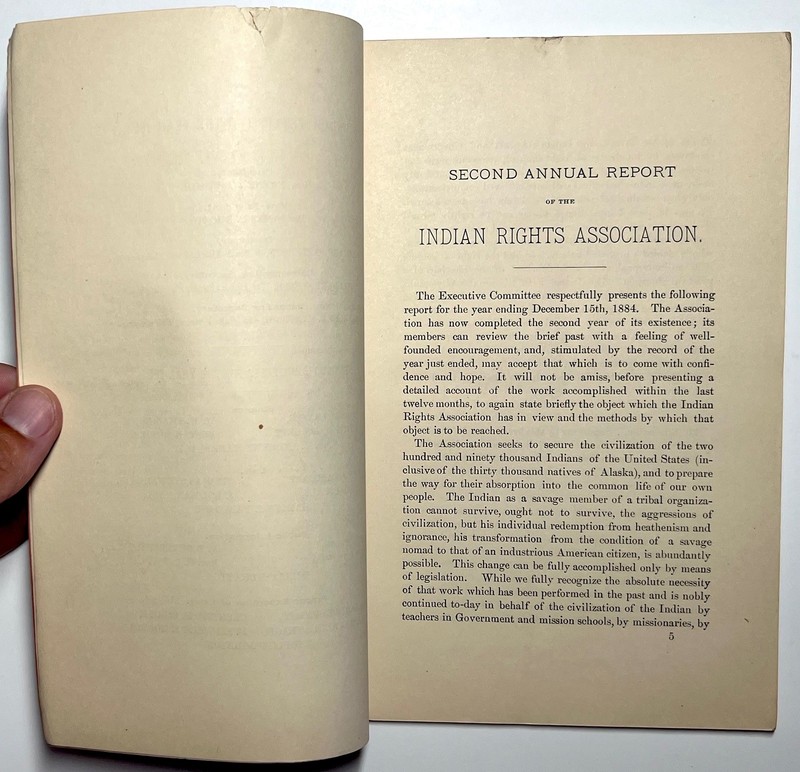 SECOND ANNUAL REPORT
OF THE
INDIAN RIGHTS ASSOCIATION.
The Executive Committee respectfully presents the following
report for the year ending December 15th, 1884. The Associa-
tion has now completed the second year of its existence; its
members can review the brief past with a feeling of well-
founded encouragement, and, stimulated by the record of the
year just ended, may accept that which is to come with confi-
dence and hope. It will not be amiss, before presenting a
detailed account of the work accomplished within the last
twelve months, to again state briefly the object which the Indian
Rights Association has in view and the methods by which that
object is to be reached.
The Association seeks to secure the civilization of the two
hundred and ninety thousand Indians of the United States (in-
clusive of the thirty thousand natives of Alaska), and to prepare
the way for their absorption into the common life of our own
people. The Indian as a savage member of a tribal organiza-
tion cannot survive, ought not to survive, the aggressions of
civilization, but his individual redemption from heathenism and
ignorance, his transformation from the condition of a savage
nomad to that of an industrious American citizen, is abundantly
possible. This change can be fully accomplished only by means
of legislation. While we fully recognize the absolute necessity
of that work which has been performed in the past and is nobly
continued to-day in behalf of the civilization of the Indian by
teachers in Government and mission schools, by missionaries, by
5